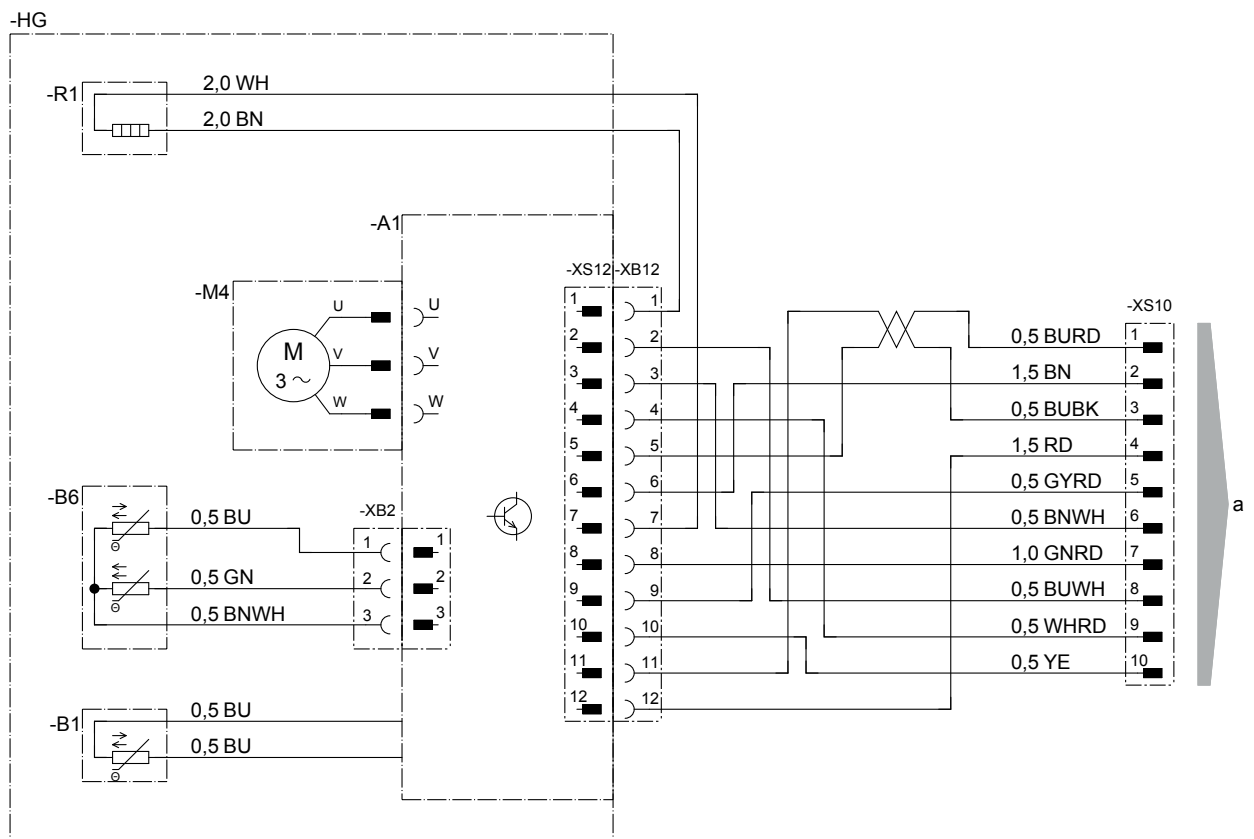 -HG
-R1
2,0 WH
2,0 BN
-A1
-M4
M
3 ~
U
V
W
U
V
W
-XS12
-XB12
1
2
3
4
5
6
7
8
9
10
11
12
1
2
3
4
5
6
7
8
9
10
11
12
-XS10
0,5 BURD
1
1,5 BN
2
0,5 BUBK
3
1,5 RD
4
0,5 GYRD
5
0,5 BNWH
6
1,0 GNRD
7
0,5 BUWH
8
0,5 WHRD
9
0,5 YE
10
a
-B6
Θ
Θ
0,5 BU
0,5 GN
0,5 BNWH
-XB2
1
2
3
1
2
3
-B1
Θ
0,5 BU
0,5 BU